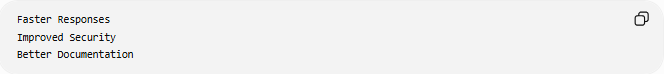 Faster Responses
Improved Security
Better Documentation